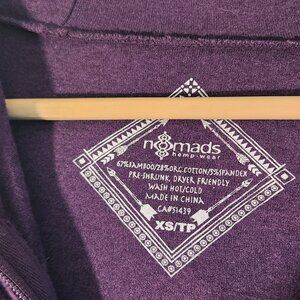 nomads
hemp wear
67%BAMBOO/28%ORG.COTTON/5%SPANDEX
PRE-SHRUNK, DRYER FRIENDLY
WASH HOT/COLD
MADE IN CHINA
CA#51439
XS/TP